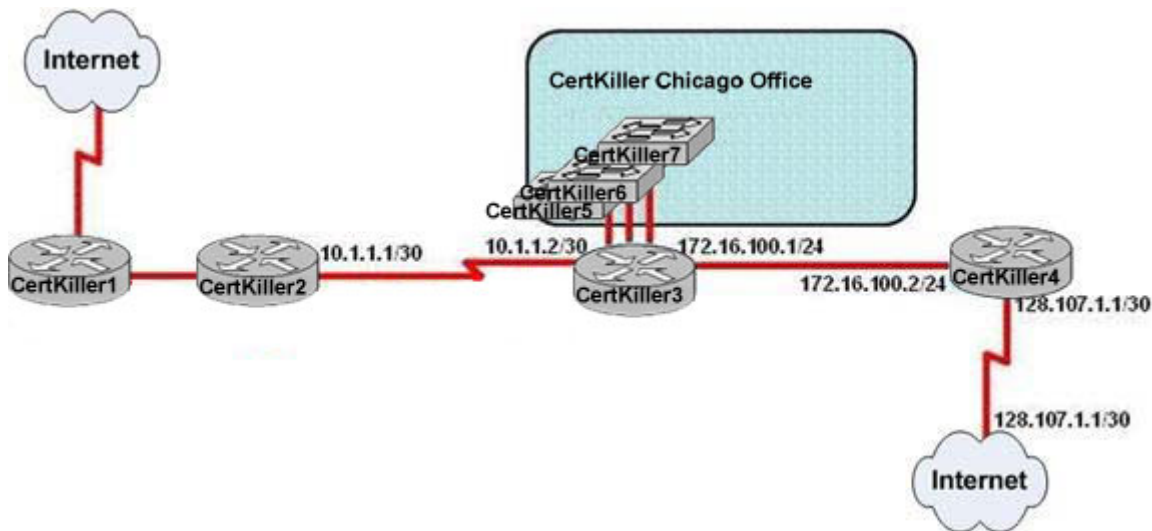 Internet
CertKiller Chicago Office
CertKiller7
CertKiller6
CertKiller5
10.1.1.1/30
10.1.1.2/30
172.16.100.1/24
CertKiller1
CertKiller2
CertKiller3
172.16.100.2/24
CertKiller4
128.107.1.1/30
128.107.1.1/30
Internet